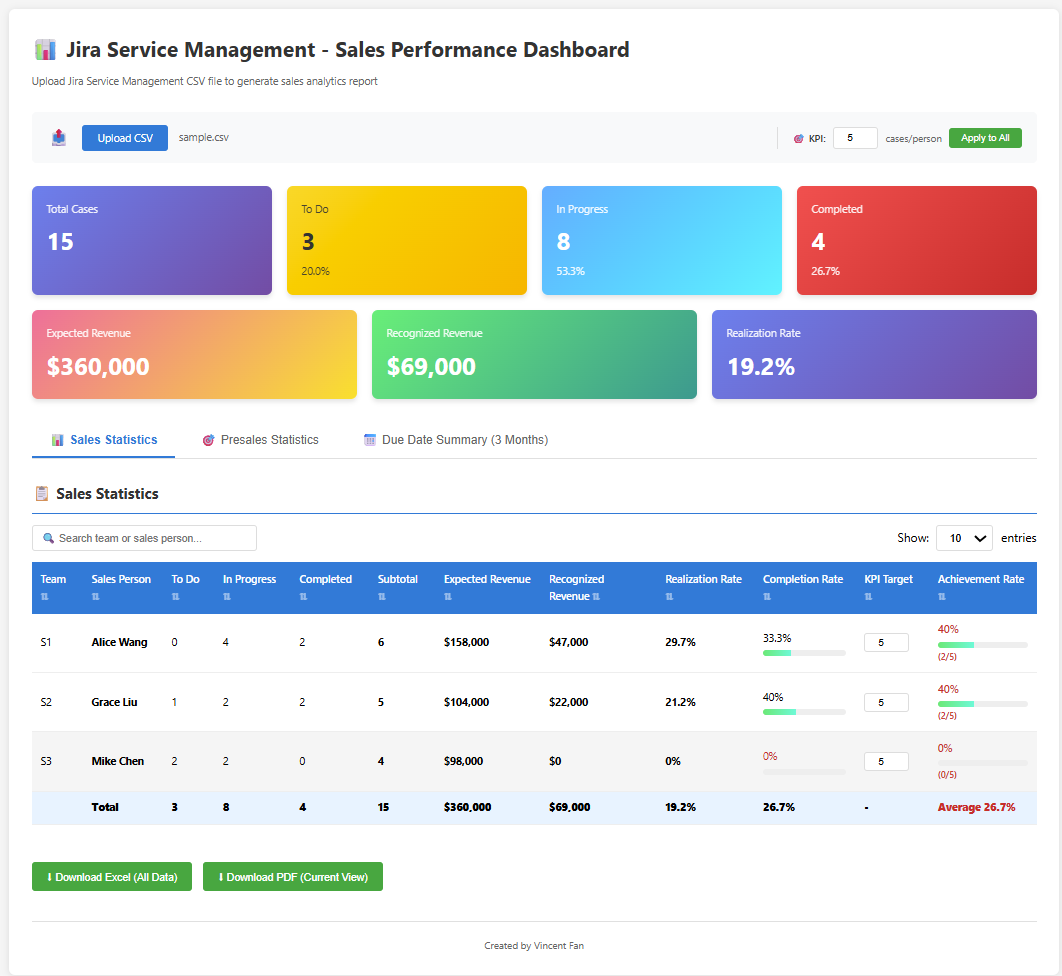 Jira Service Management - Sales Performance Dashboard
Upload Jira Service Management CSV file to generate sales analytics report
Upload CSV sample.csv KPI: 5 cases/person Apply to All
Total Cases
15
To Do
3
20.0%
In Progress
8
53.3%
Completed
4
26.7%
Expected Revenue
$360,000
Recognized Revenue
$69,000
Realization Rate
19.2%
Sales Statistics Presales Statistics Due Date Summary (3 Months)
Sales Statistics
Search team or sales person... Show: 10 entries
Team Sales Person To Do In Progress Completed Subtotal Expected Revenue Recognized Revenue Realization Rate Completion Rate KPI Target Achievement Rate
S1 Alice Wang 0 4 2 6 $158,000 $47,000 29.7% 33.3% 5 40% (2/5)
S2 Grace Liu 1 2 2 5 $104,000 $22,000 21.2% 40% 5 40% (2/5)
S3 Mike Chen 2 2 0 4 $98,000 $0 0% 0% 5 0% (0/5)
Total 3 8 4 15 $360,000 $69,000 19.2% 26.7% - Average 26.7%
⬇ Download Excel (All Data) ⬇ Download PDF (Current View)
Created by Vincent Fan